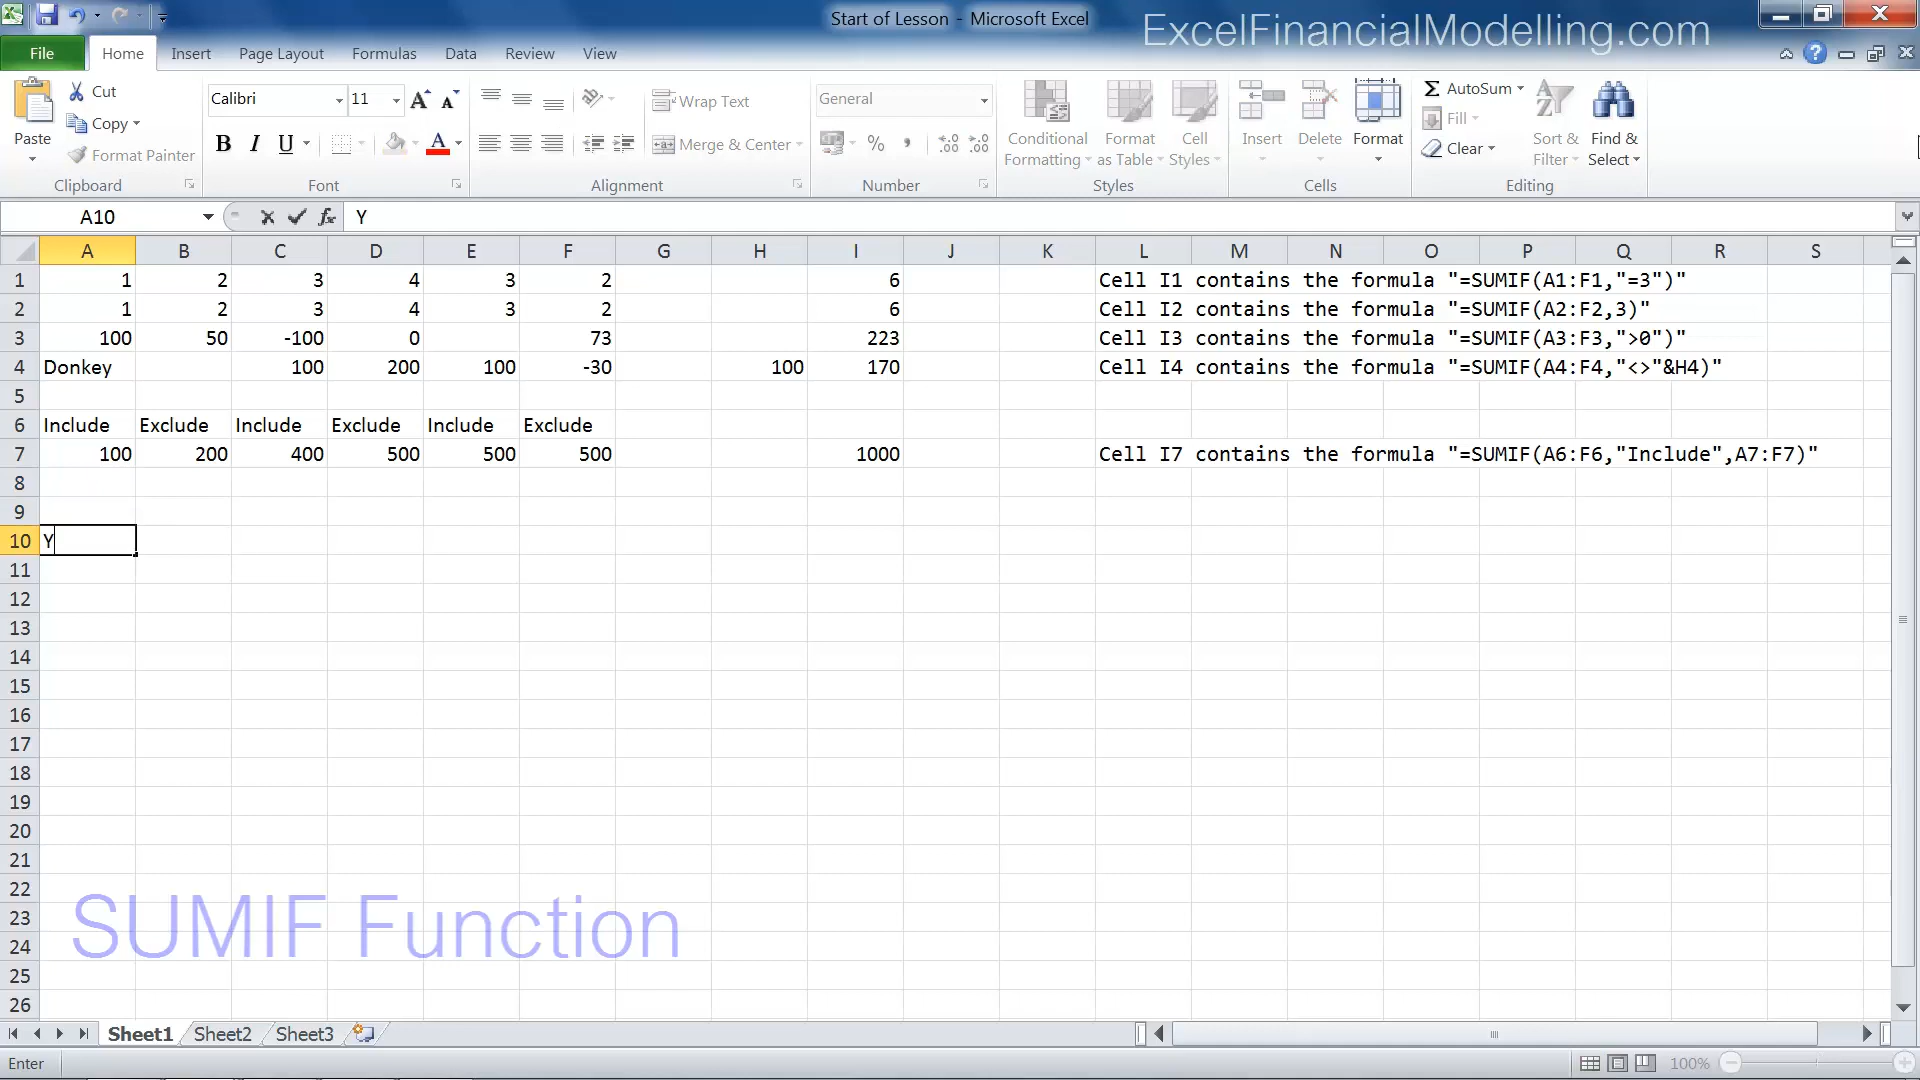 Start of Lesson - Microsoft Excel
ExcelFinancialModelling.com
File Home Insert Page Layout Formulas Data Review View
Paste
Cut
Copy
Format Painter
Clipboard
Calibri 11
B I U
Font
Wrap Text
Merge & Center
Alignment
General
%
Number
Conditional Formatting
Format as Table
Cell Styles
Styles
Insert Delete Format
Cells
AutoSum
Fill
Clear
Sort & Filter
Find & Select
Editing
A10 fx Y
A B C D E F G H I J K L M N O P Q R S
1 1 2 3 4 3 2 6 Cell I1 contains the formula "=SUMIF(A1:F1,"=3")"
2 1 2 3 4 3 2 6 Cell I2 contains the formula "=SUMIF(A2:F2,3)"
3 100 50 -100 0 73 223 Cell I3 contains the formula "=SUMIF(A3:F3,">0")"
4 Donkey 100 200 100 -30 100 170 Cell I4 contains the formula "=SUMIF(A4:F4,"<>"&H4)"
5
6 Include Exclude Include Exclude Include Exclude
7 100 200 400 500 500 500 1000 Cell I7 contains the formula "=SUMIF(A6:F6,"Include",A7:F7)"
8
9
10 Y
11
12
13
14
15
16
17
18
19
20
21
22
23
SUMIF Function
24
25
26
Sheet1 Sheet2 Sheet3
Enter 100%